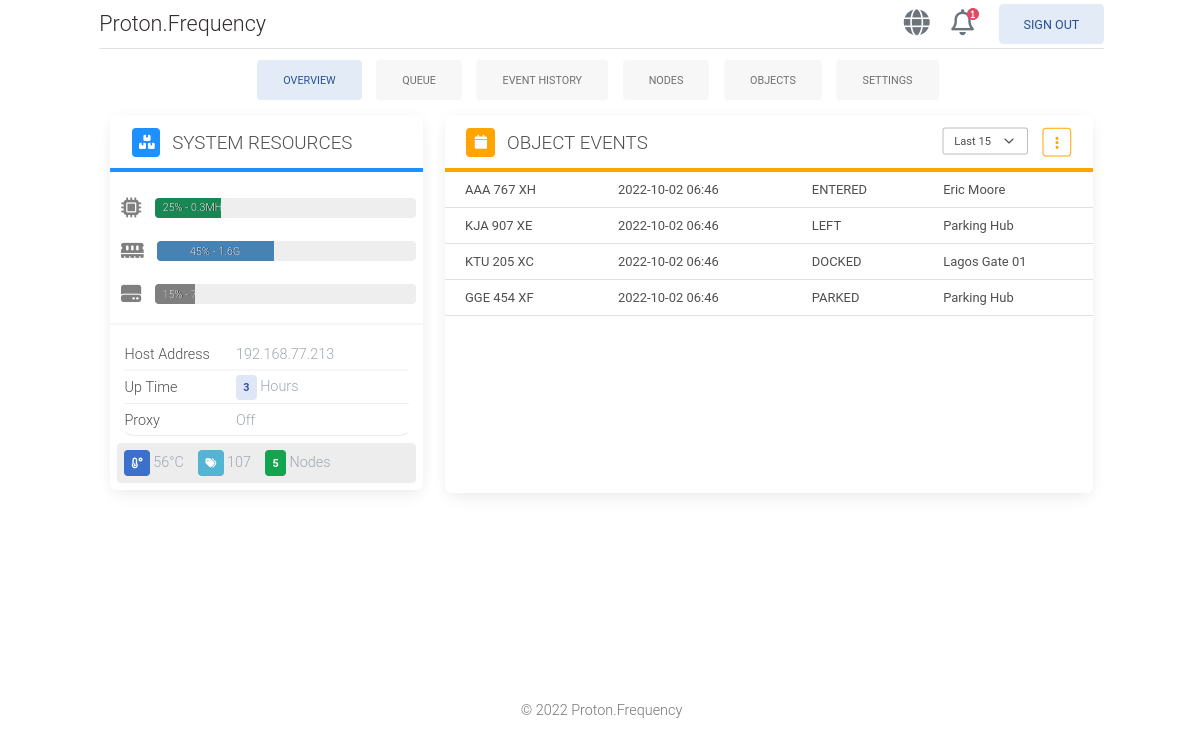 Proton.Frequency
1
SIGN OUT
OVERVIEW QUEUE EVENT HISTORY NODES OBJECTS SETTINGS
SYSTEM RESOURCES
25% - 0.3MH
45% - 1.6G
15% - 7
Host Address 192.168.77.213
Up Time 3 Hours
Proxy Off
56°C 107 5 Nodes
OBJECT EVENTS Last 15
AAA 767 XH 2022-10-02 06:46 ENTERED Eric Moore
KJA 907 XE 2022-10-02 06:46 LEFT Parking Hub
KTU 205 XC 2022-10-02 06:46 DOCKED Lagos Gate 01
GGE 454 XF 2022-10-02 06:46 PARKED Parking Hub
© 2022 Proton.Frequency